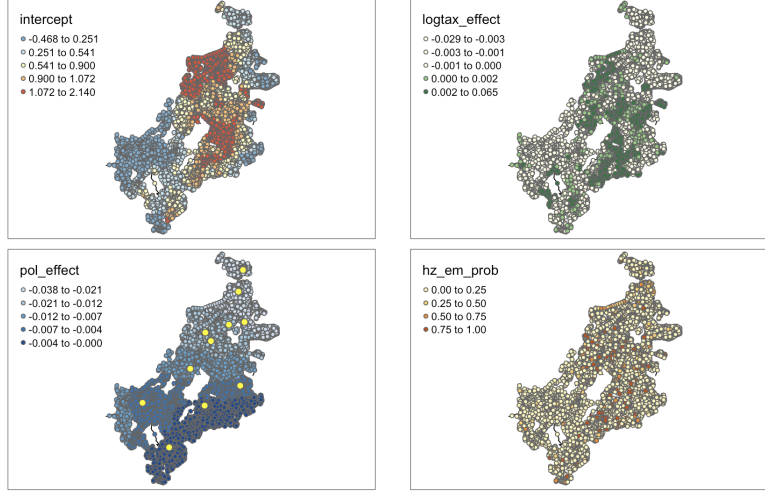 intercept
-0.468 to 0.251
0.251 to 0.541
0.541 to 0.900
0.900 to 1.072
1.072 to 2.140
logtax_effect
-0.029 to -0.003
-0.003 to -0.001
-0.001 to 0.000
0.000 to 0.002
0.002 to 0.065
pol_effect
-0.038 to -0.021
-0.021 to -0.012
-0.012 to -0.007
-0.007 to -0.004
-0.004 to -0.000
hz_em_prob
0.00 to 0.25
0.25 to 0.50
0.50 to 0.75
0.75 to 1.00